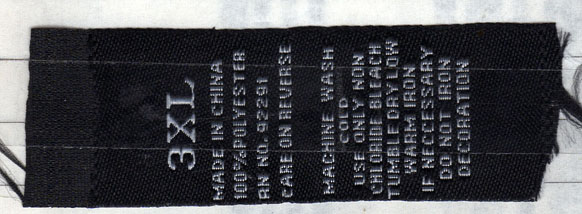 3XL
MADE IN CHINA
100%POLYESTER
RN NO. 92291
CARE ON REVERSE
MACHINE WASH
COLD
USE ONLY NON
CHLORIDE BLEACH
TUMBLE DRY LOW
WARM IRON
IF NECCESSARY
DO NOT IRON
DECORATION